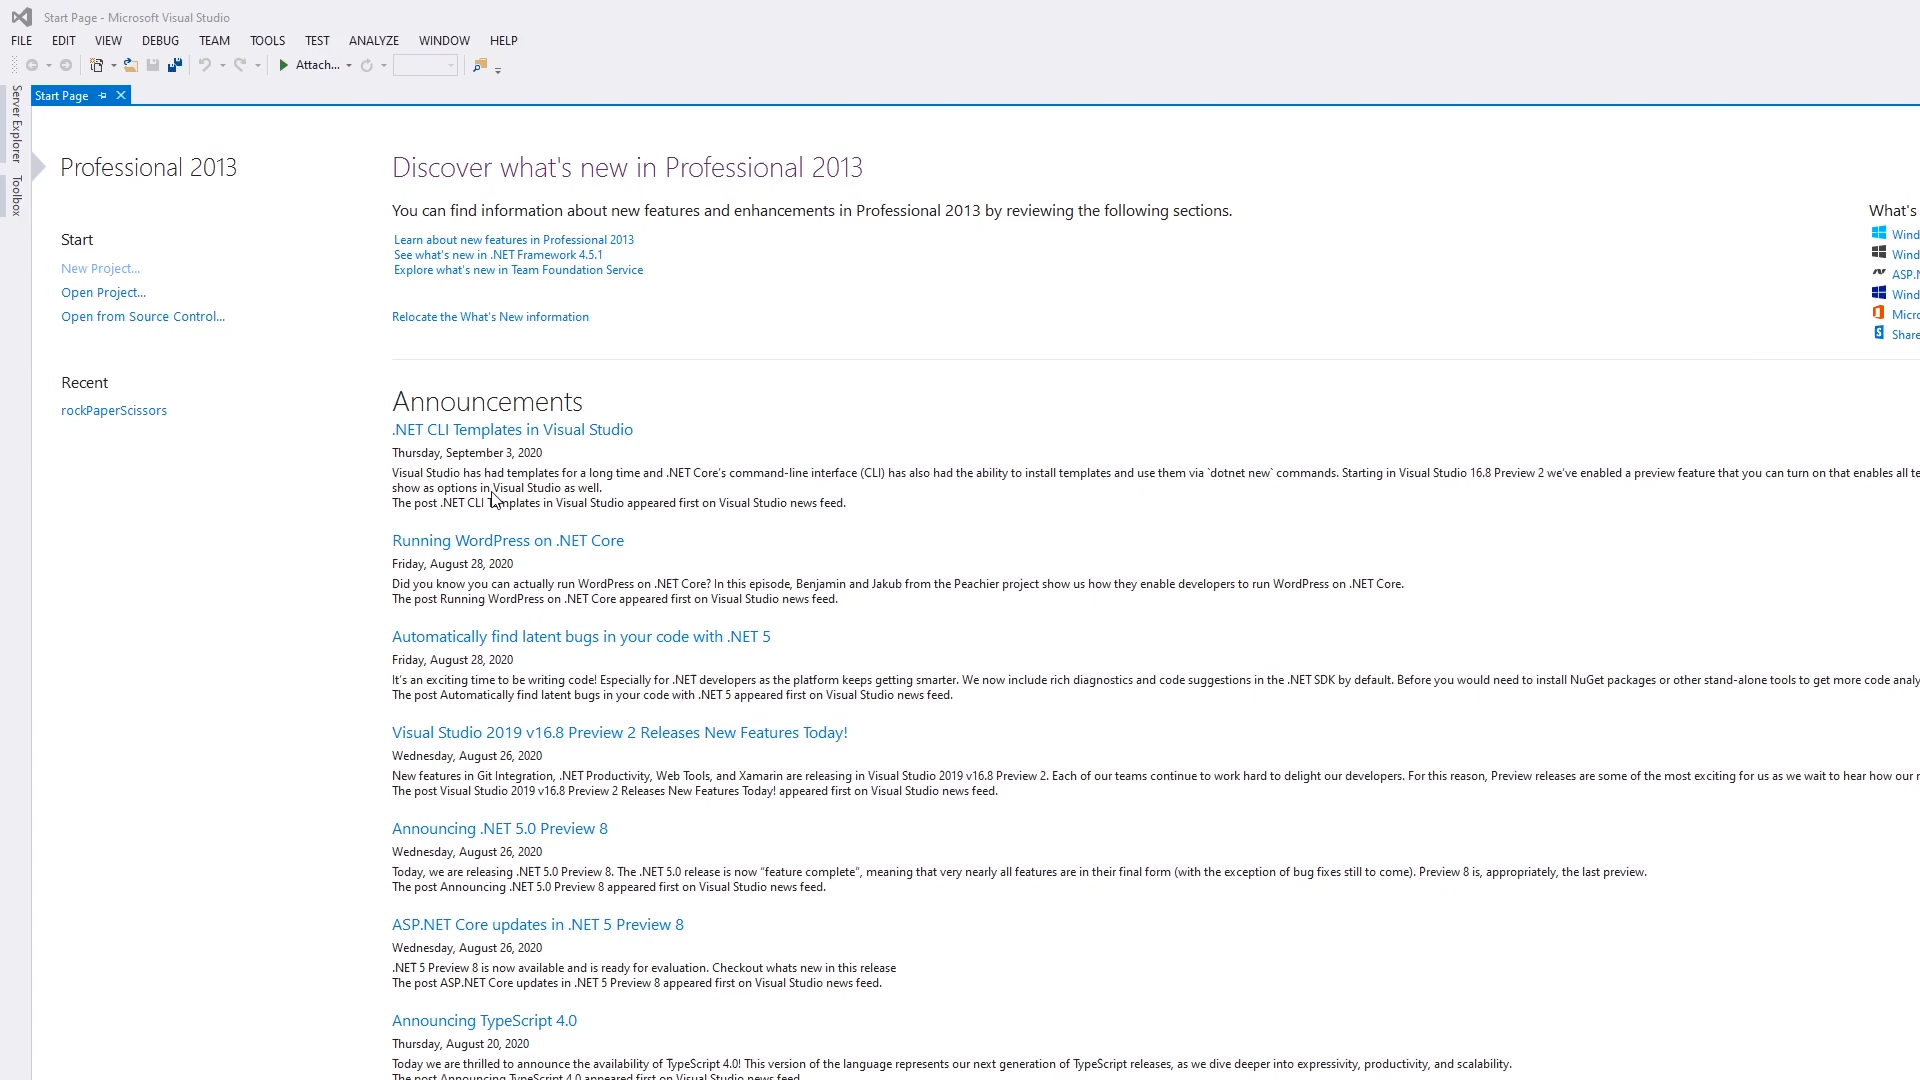 Start Page - Microsoft Visual Studio
FILE EDIT VIEW DEBUG TEAM TOOLS TEST ANALYZE WINDOW HELP
Attach...
Server Explorer
Toolbox
Start Page
Professional 2013
Start
New Project...
Open Project...
Open from Source Control...
Recent
rockPaperScissors
Discover what's new in Professional 2013
You can find information about new features and enhancements in Professional 2013 by reviewing the following sections.
Learn about new features in Professional 2013
See what's new in .NET Framework 4.5.1
Explore what's new in Team Foundation Service
Relocate the What's New information
What's
Wind
Wind
ASP.N
Wind
Micro
Share
Announcements
.NET CLI Templates in Visual Studio
Thursday, September 3, 2020
Visual Studio has had templates for a long time and .NET Core's command-line interface (CLI) has also had the ability to install templates and use them via `dotnet new` commands. Starting in Visual Studio 16.8 Preview 2 we've enabled a preview feature that you can turn on that enables all te
show as options in Visual Studio as well.
The post .NET CLI Templates in Visual Studio appeared first on Visual Studio news feed.
Running WordPress on .NET Core
Friday, August 28, 2020
Did you know you can actually run WordPress on .NET Core? In this episode, Benjamin and Jakub from the Peachier project show us how they enable developers to run WordPress on .NET Core.
The post Running WordPress on .NET Core appeared first on Visual Studio news feed.
Automatically find latent bugs in your code with .NET 5
Friday, August 28, 2020
It's an exciting time to be writing code! Especially for .NET developers as the platform keeps getting smarter. We now include rich diagnostics and code suggestions in the .NET SDK by default. Before you would need to install NuGet packages or other stand-alone tools to get more code analy
The post Automatically find latent bugs in your code with .NET 5 appeared first on Visual Studio news feed.
Visual Studio 2019 v16.8 Preview 2 Releases New Features Today!
Wednesday, August 26, 2020
New features in Git Integration, .NET Productivity, Web Tools, and Xamarin are releasing in Visual Studio 2019 v16.8 Preview 2. Each of our teams continue to work hard to delight our developers. For this reason, Preview releases are some of the most exciting for us as we wait to hear how our
The post Visual Studio 2019 v16.8 Preview 2 Releases New Features Today! appeared first on Visual Studio news feed.
Announcing .NET 5.0 Preview 8
Wednesday, August 26, 2020
Today, we are releasing .NET 5.0 Preview 8. The .NET 5.0 release is now “feature complete”, meaning that very nearly all features are in their final form (with the exception of bug fixes still to come). Preview 8 is, appropriately, the last preview.
The post Announcing .NET 5.0 Preview 8 appeared first on Visual Studio news feed.
ASP.NET Core updates in .NET 5 Preview 8
Wednesday, August 26, 2020
.NET 5 Preview 8 is now available and is ready for evaluation. Checkout whats new in this release
The post ASP.NET Core updates in .NET 5 Preview 8 appeared first on Visual Studio news feed.
Announcing TypeScript 4.0
Thursday, August 20, 2020
Today we are thrilled to announce the availability of TypeScript 4.0! This version of the language represents our next generation of TypeScript releases, as we dive deeper into expressivity, productivity, and scalability.
The post Announcing TypeScript 4.0 appeared first on Visual Studio news feed.